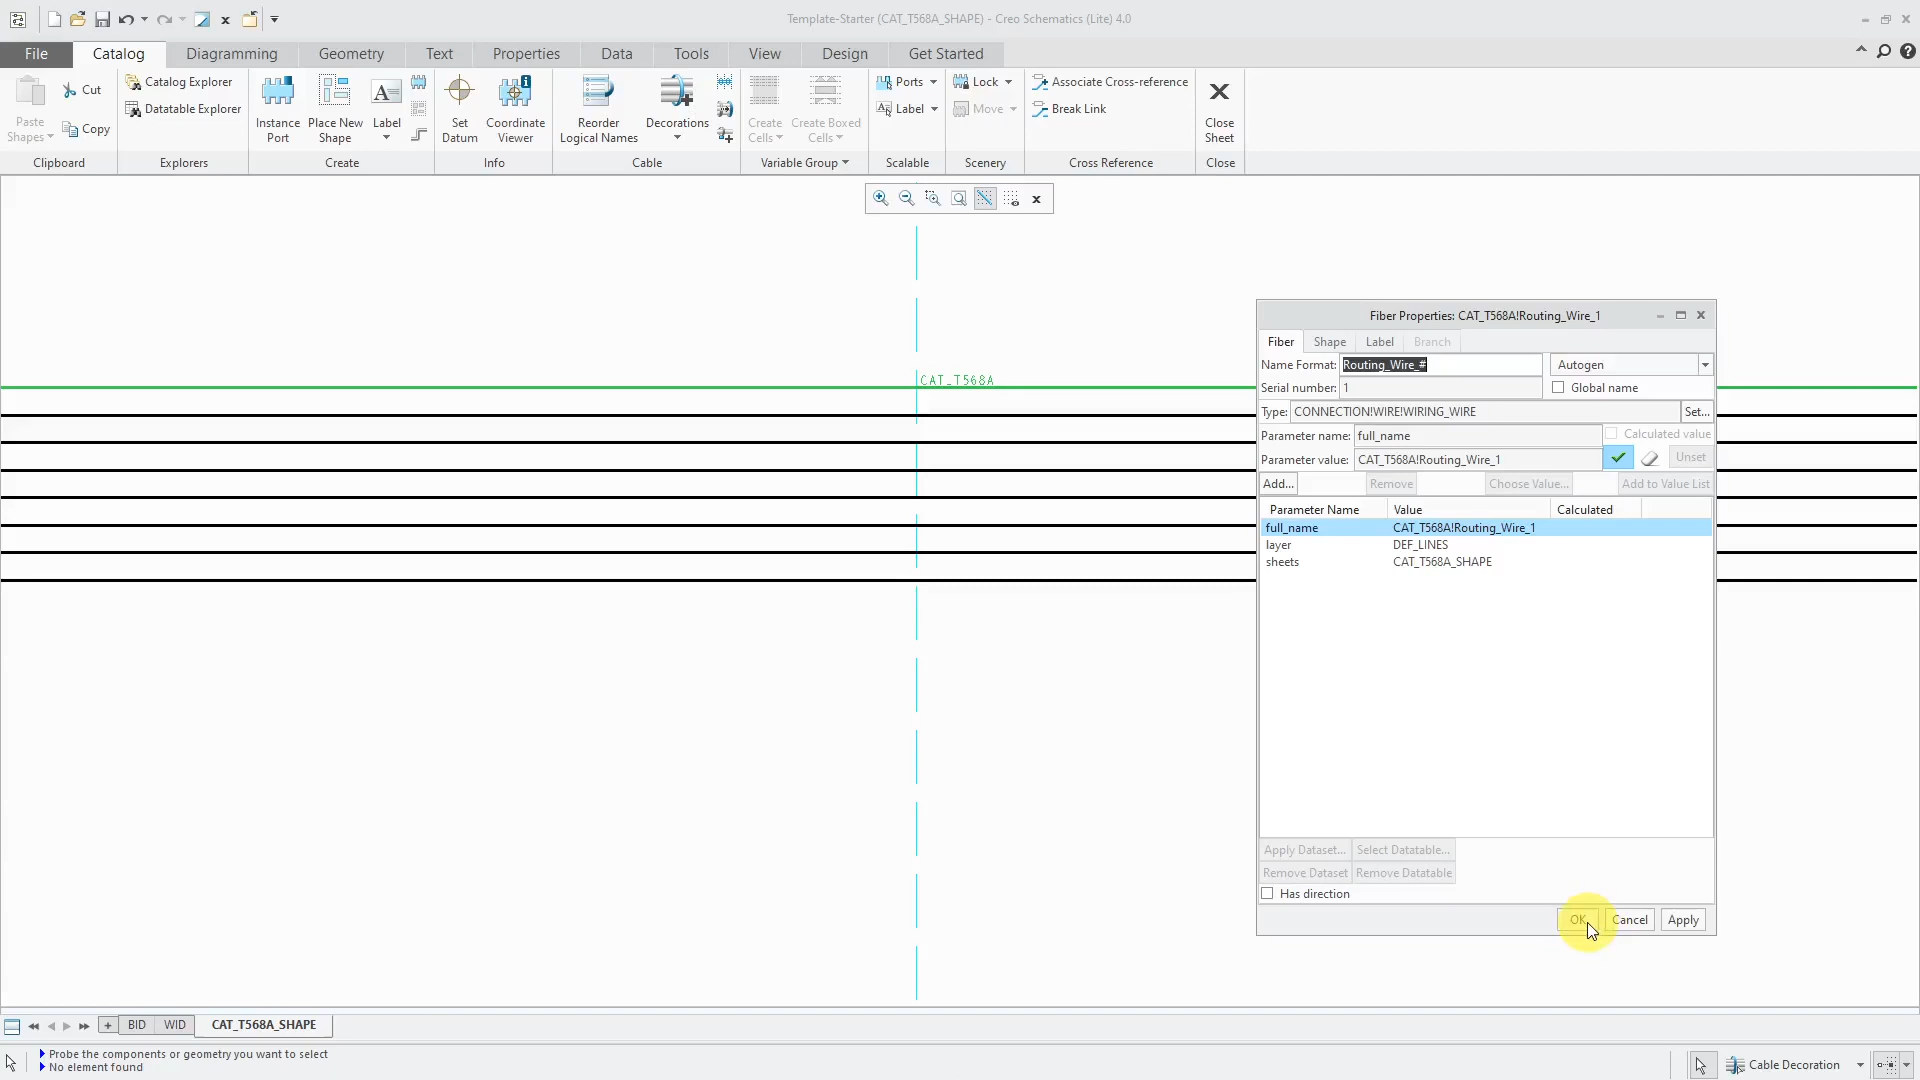 Template-Starter (CAT_T568A_SHAPE) - Creo Schematics (Lite) 4.0
File Catalog Diagramming Geometry Text Properties Data Tools View Design Get Started
Paste Shapes
Cut
Copy
Clipboard
Catalog Explorer
Datatable Explorer
Explorers
Instance Port
Place New Shape
Label
Create
Set Datum
Coordinate Viewer
Info
Reorder Logical Names
Decorations
Cable
Create Cells
Create Boxed Cells
Variable Group
Ports
Label
Scalable
Lock
Move
Scenery
Associate Cross-reference
Break Link
Cross Reference
Close Sheet
Close
CAT_T568A
Fiber Properties: CAT_T568A!Routing_Wire_1
Fiber Shape Label Branch
Name Format: Routing_Wire_# Autogen
Serial number: 1 Global name
Type: CONNECTION!WIRE!WIRING_WIRE Set...
Parameter name: full_name Calculated value
Parameter value: CAT_T568A!Routing_Wire_1 Unset
Add... Remove Choose Value... Add to Value List
Parameter Name Value Calculated
full_name CAT_T568A!Routing_Wire_1
layer DEF_LINES
sheets CAT_T568A_SHAPE
Apply Dataset... Select Datatable...
Remove Dataset Remove Datatable
Has direction
OK Cancel Apply
BID WID CAT_T568A_SHAPE
Probe the components or geometry you want to select
No element found
Cable Decoration